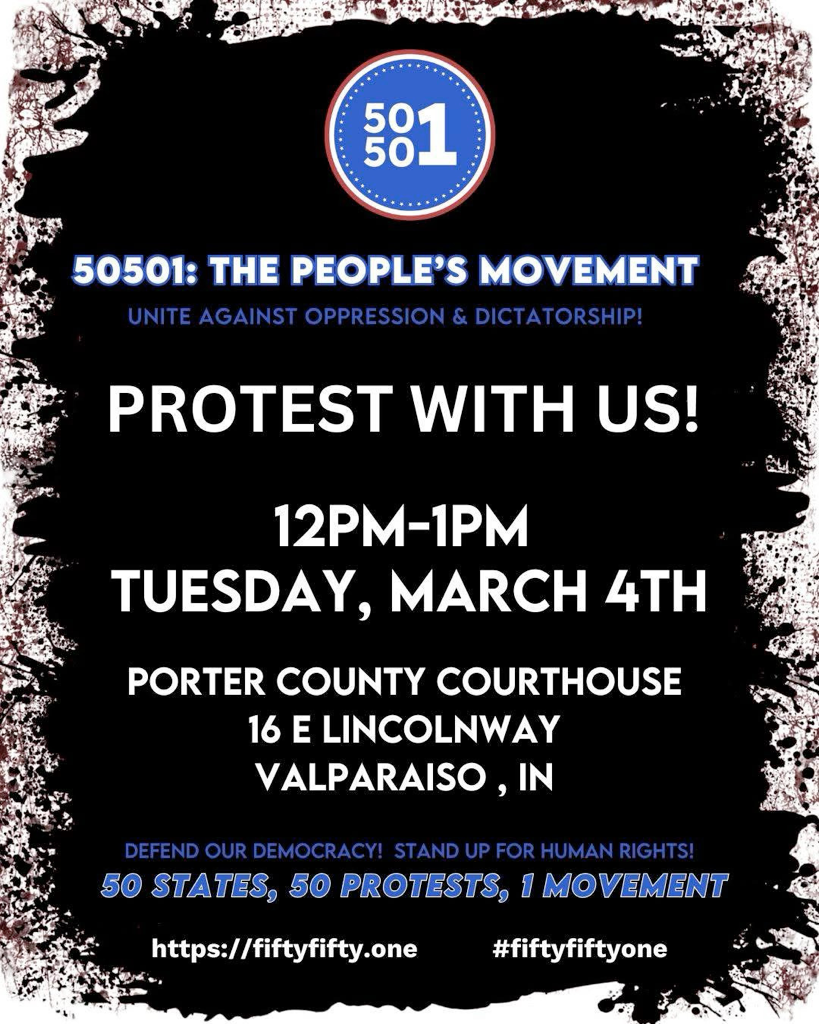 50
501
50501: THE PEOPLE'S MOVEMENT
UNITE AGAINST OPPRESSION & DICTATORSHIP!
PROTEST WITH US!
12PM-1PM
TUESDAY, MARCH 4TH
PORTER COUNTY COURTHOUSE
16 E LINCOLNWAY
VALPARAISO , IN
DEFEND OUR DEMOCRACY! STAND UP FOR HUMAN RIGHTS!
50 STATES, 50 PROTESTS, 1 MOVEMENT
https://fiftyfifty.one #fiftyfiftyone